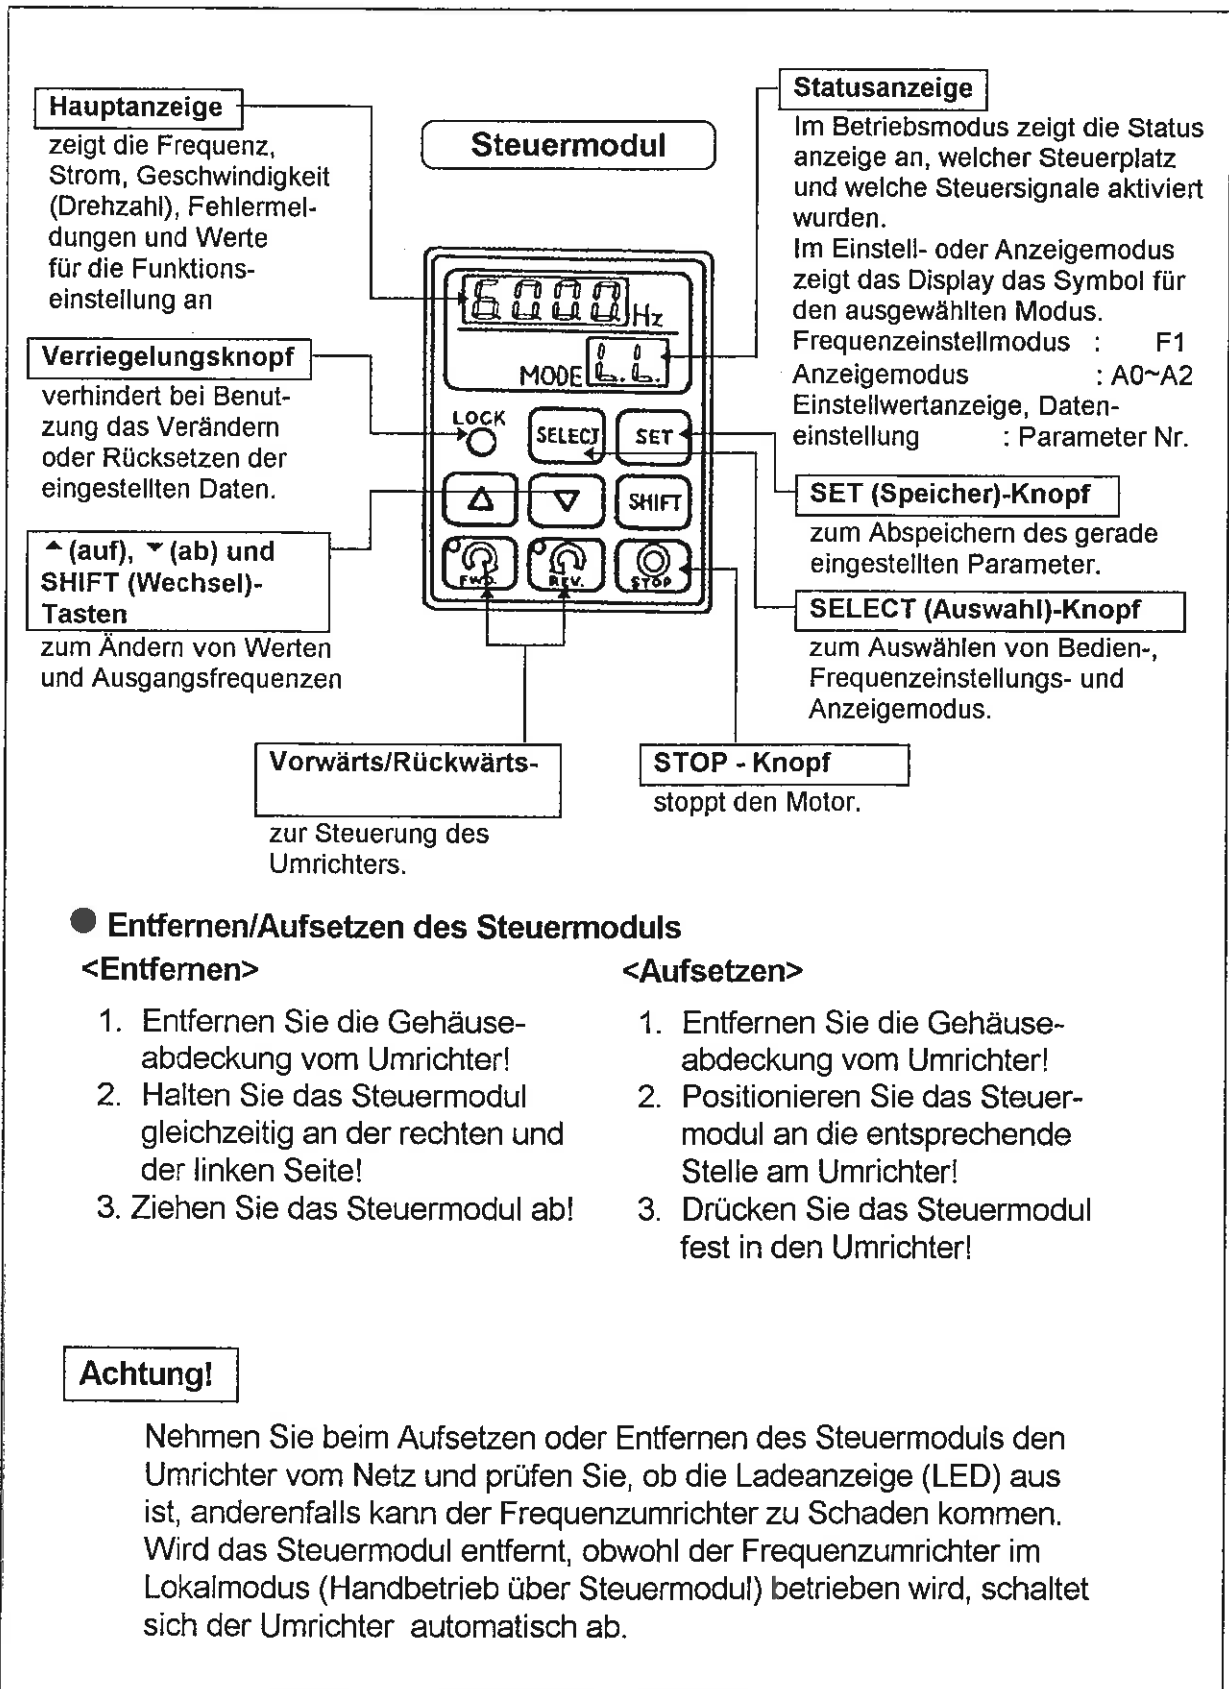 Hauptanzeige
zeigt die Frequenz,
Strom, Geschwindigkeit
(Drehzahl), Fehlermel-
dungen und Werte
für die Funktions-
einstellung an
Verriegelungsknopf
verhindert bei Benut-
zung das Verändern
oder Rücksetzen der
eingestellten Daten.
▲ (auf), ▼ (ab) und
SHIFT (Wechsel)-
Tasten
zum Ändern von Werten
und Ausgangsfrequenzen
Steuermodul
60.00 Hz
MODE L.L.
LOCK
SELECT
SET
△
▽
SHIFT
FWD.
REV.
STOP
Statusanzeige
Im Betriebsmodus zeigt die Status
anzeige an, welcher Steuerplatz
und welche Steuersignale aktiviert
wurden.
Im Einstell- oder Anzeigemodus
zeigt das Display das Symbol für
den ausgewählten Modus.
Frequenzeinstellmodus : F1
Anzeigemodus : A0~A2
Einstellwertanzeige, Daten-
einstellung : Parameter Nr.
SET (Speicher)-Knopf
zum Abspeichern des gerade
eingestellten Parameter.
SELECT (Auswahl)-Knopf
zum Auswählen von Bedien-,
Frequenzeinstellungs- und
Anzeigemodus.
Vorwärts/Rückwärts-
zur Steuerung des
Umrichters.
STOP - Knopf
stoppt den Motor.
● Entfernen/Aufsetzen des Steuermoduls
<Entfernen>
1. Entfernen Sie die Gehäuse-
abdeckung vom Umrichter!
2. Halten Sie das Steuermodul
gleichzeitig an der rechten und
der linken Seite!
3. Ziehen Sie das Steuermodul ab!
<Aufsetzen>
1. Entfernen Sie die Gehäuse-
abdeckung vom Umrichter!
2. Positionieren Sie das Steuer-
modul an die entsprechende
Stelle am Umrichter!
3. Drücken Sie das Steuermodul
fest in den Umrichter!
Achtung!
Nehmen Sie beim Aufsetzen oder Entfernen des Steuermoduls den
Umrichter vom Netz und prüfen Sie, ob die Ladeanzeige (LED) aus
ist, anderenfalls kann der Frequenzumrichter zu Schaden kommen.
Wird das Steuermodul entfernt, obwohl der Frequenzumrichter im
Lokalmodus (Handbetrieb über Steuermodul) betrieben wird, schaltet
sich der Umrichter automatisch ab.